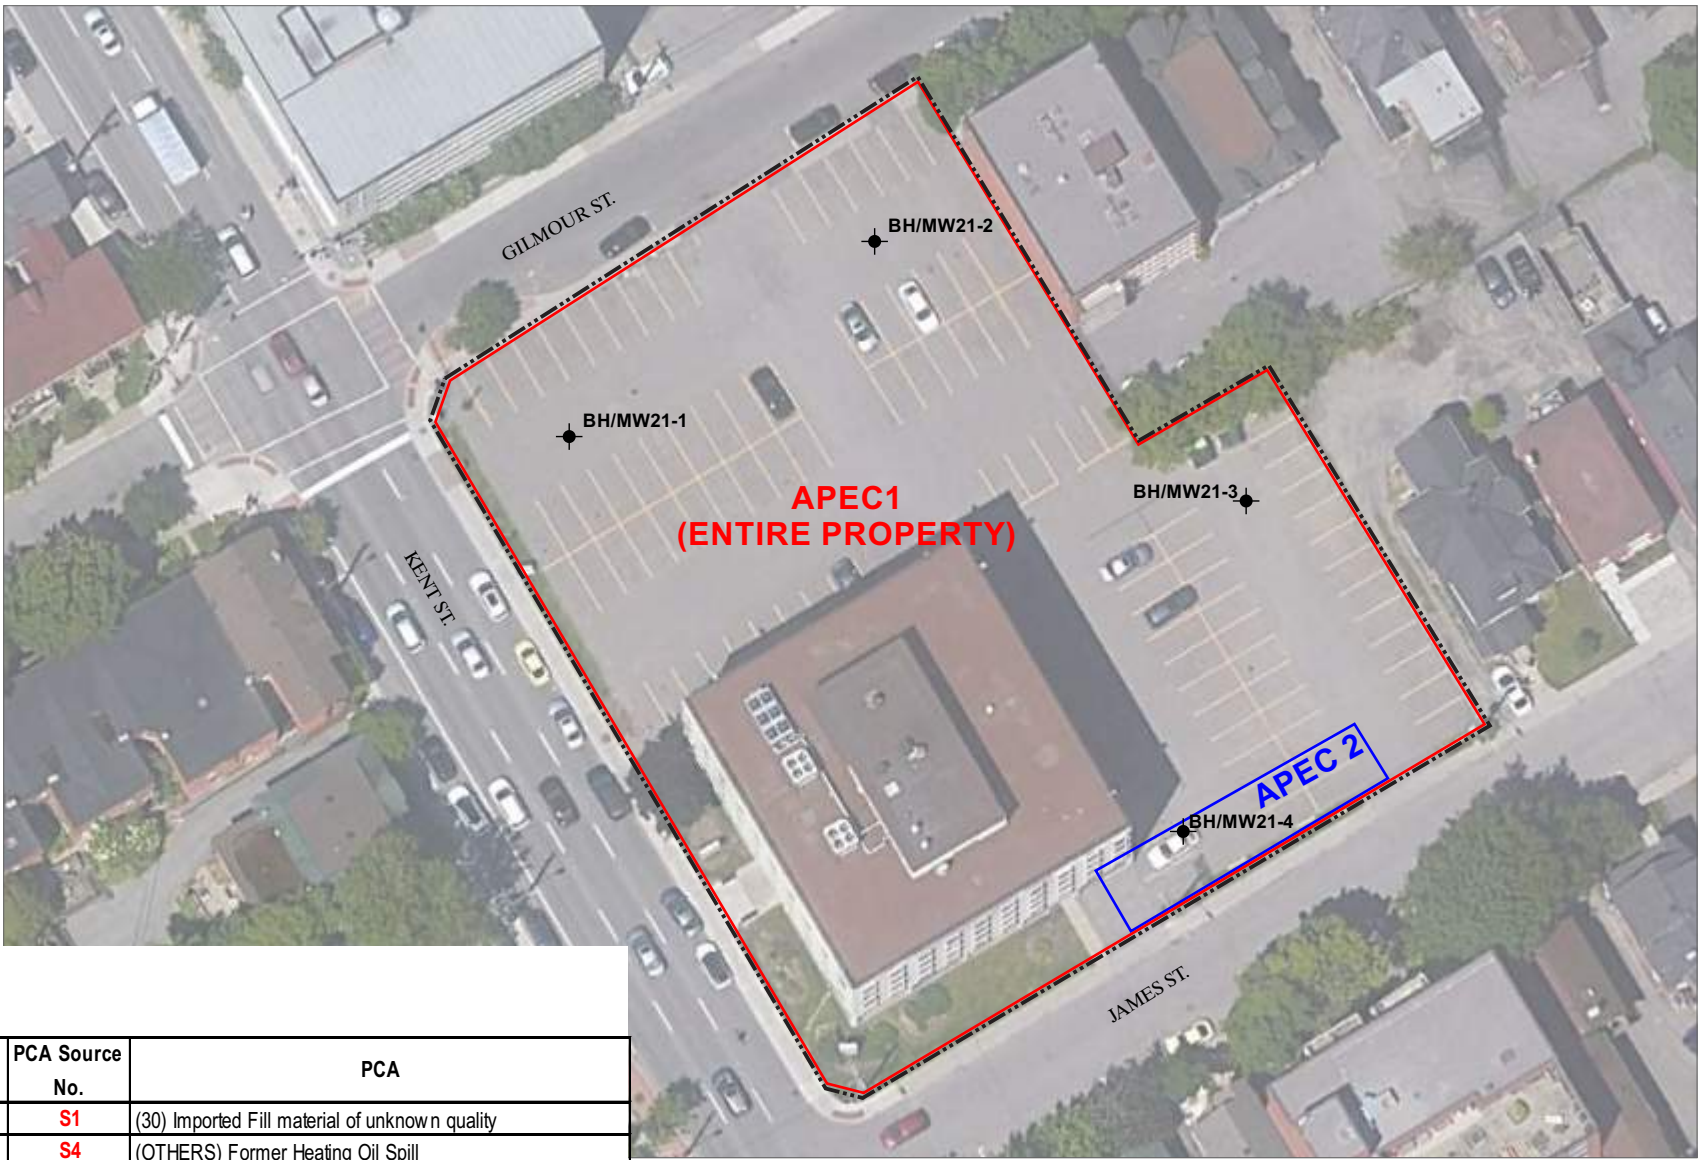 GILMOUR ST.
BH/MW21-2
BH/MW21-1
APEC1
(ENTIRE PROPERTY)
BH/MW21-3
KENT ST.
APEC 2
BH/MW21-4
JAMES ST.
PCA Source No. PCA
S1 (30) Imported Fill material of unknown quality
S4 (OTHERS) Former Heating Oil Spill